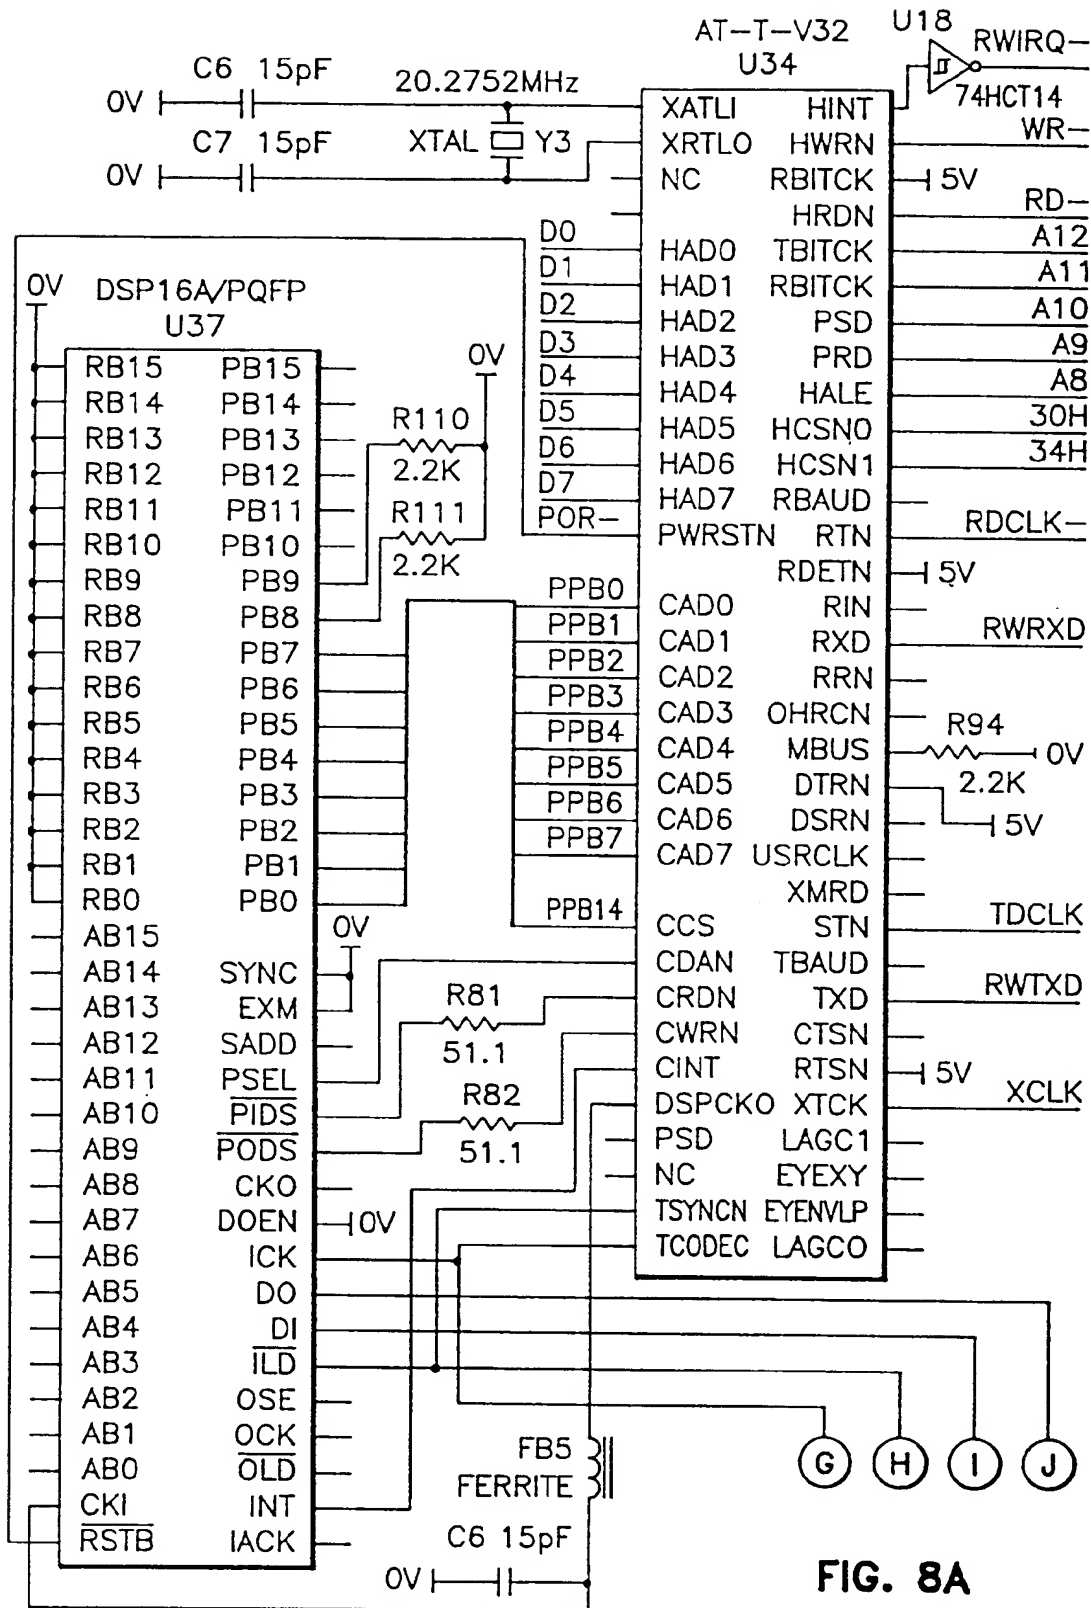 AT-T-V32
U34
U18
RWIRQ-
74HCT14
C6 15pF
20.2752MHz
0V
C7 15pF
XTAL
Y3
0V
XATLI HINT
XRTLO HWRN
WR-
NC RBITCK
5V
HRDN
RD-
D0
HAD0 TBITCK
A12
D1
HAD1 RBITCK
A11
D2
HAD2 PSD
A10
D3
HAD3 PRD
A9
D4
HAD4 HALE
A8
D5
HAD5 HCSN0
30H
D6
HAD6 HCSN1
34H
D7
HAD7 RBAUD
POR-
PWRSTN RTN
RDCLK-
RDETN
5V
PPB0
CAD0 RIN
PPB1
CAD1 RXD
RWRXD
PPB2
CAD2 RRN
PPB3
CAD3 OHRCN
PPB4
CAD4 MBUS
R94
2.2K
0V
PPB5
CAD5 DTRN
5V
PPB6
CAD6 DSRN
PPB7
CAD7 USRCLK
XMRD
PPB14
CCS STN
TDCLK
CDAN TBAUD
CRDN TXD
RWTXD
CWRN CTSN
CINT RTSN
5V
DSPCKO XTCK
XCLK
PSD LAGC1
NC EYEXY
TSYNCN EYENVLP
TCODEC LAGCO
0V
DSP16A/PQFP
U37
RB15 PB15
RB14 PB14
RB13 PB13
RB12 PB12
RB11 PB11
RB10 PB10
RB9 PB9
RB8 PB8
RB7 PB7
RB6 PB6
RB5 PB5
RB4 PB4
RB3 PB3
RB2 PB2
RB1 PB1
RB0 PB0
AB15
AB14 SYNC
AB13 EXM
AB12 SADD
AB11 PSEL
AB10 PIDS
AB9 PODS
AB8 CKO
AB7 DOEN
0V
AB6 ICK
AB5 DO
AB4 DI
AB3 ILD
AB2 OSE
AB1 OCK
AB0 OLD
CKI INT
RSTB IACK
0V
R110
2.2K
R111
2.2K
0V
R81
51.1
R82
51.1
FB5
FERRITE
C6 15pF
0V
G
H
I
J
FIG. 8A